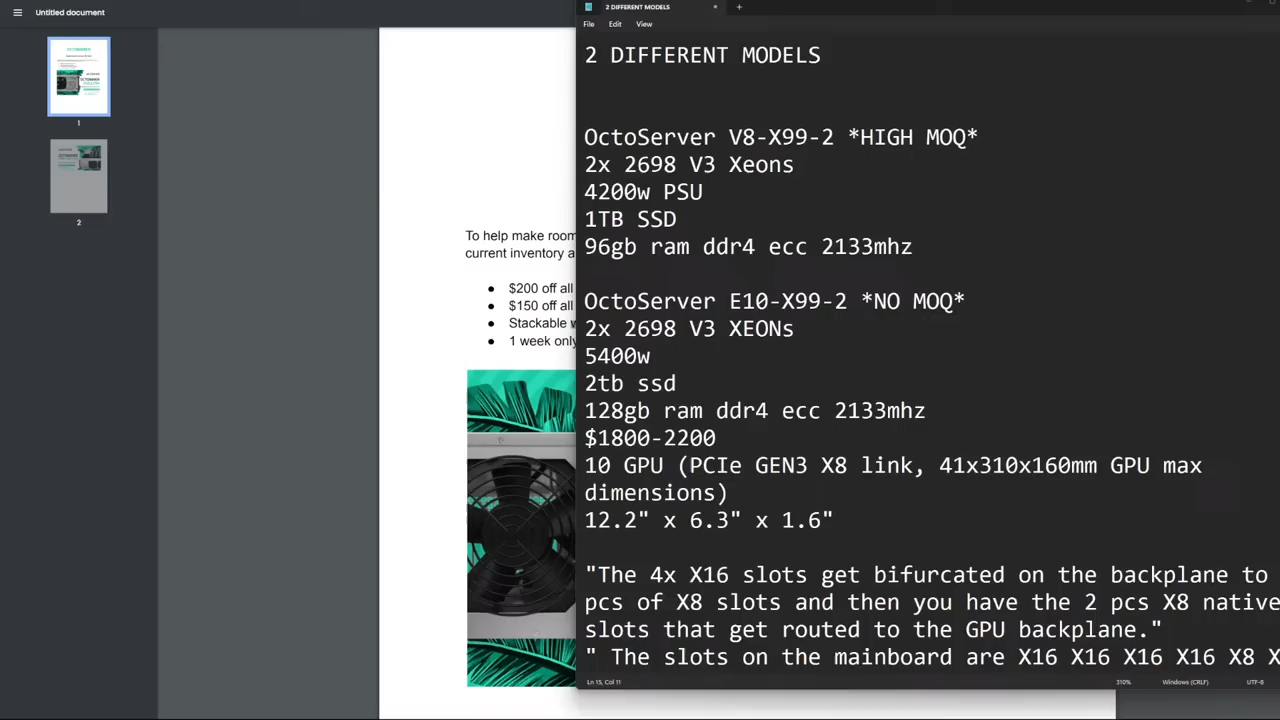 Untitled document
1
2
To help make room
current inventory a
● $200 off all
● $150 off all
● Stackable w
● 1 week only
2 DIFFERENT MODELS
File Edit View
2 DIFFERENT MODELS
OctoServer V8-X99-2 *HIGH MOQ*
2x 2698 V3 Xeons
4200w PSU
1TB SSD
96gb ram ddr4 ecc 2133mhz
OctoServer E10-X99-2 *NO MOQ*
2x 2698 V3 XEONs
5400w
2tb ssd
128gb ram ddr4 ecc 2133mhz
$1800-2200
10 GPU (PCIe GEN3 X8 link, 41x310x160mm GPU max
dimensions)
12.2" x 6.3" x 1.6"
"The 4x X16 slots get bifurcated on the backplane to
pcs of X8 slots and then you have the 2 pcs X8 native
slots that get routed to the GPU backplane."
" The slots on the mainboard are X16 X16 X16 X16 X8 X
Ln 15, Col 11 310% Windows (CRLF) UTF-8